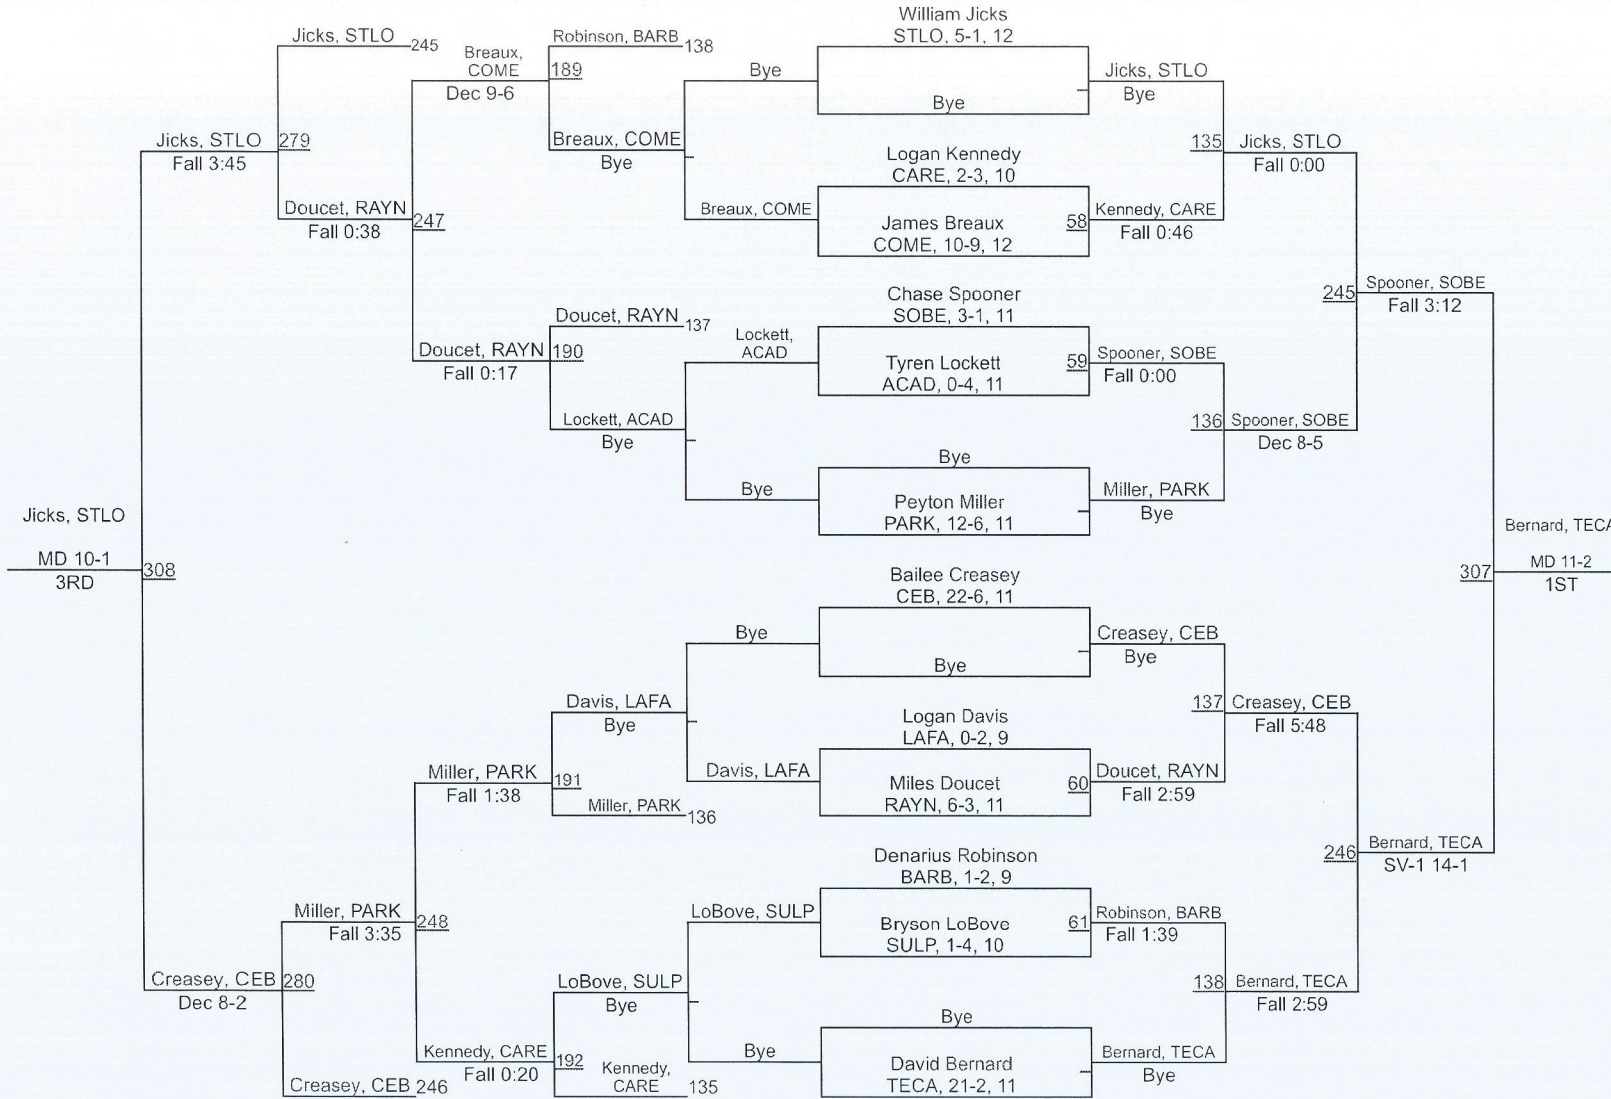 William Jicks
STLO, 5-1, 12
Jicks, STLO
245
Breaux,
COME
189
Dec 9-6
Robinson, BARB
138
Bye
Bye
Jicks, STLO
Bye
Jicks, STLO
279
Fall 3:45
Breaux, COME
Bye
Logan Kennedy
CARE, 2-3, 10
135
Jicks, STLO
Fall 0:00
Doucet, RAYN
247
Fall 0:38
Breaux, COME
James Breaux
COME, 10-9, 12
58
Kennedy, CARE
Fall 0:46
Chase Spooner
SOBE, 3-1, 11
245
Spooner, SOBE
Fall 3:12
Doucet, RAYN
137
Lockett,
ACAD
Doucet, RAYN
190
Fall 0:17
Tyren Lockett
ACAD, 0-4, 11
59
Spooner, SOBE
Fall 0:00
Lockett, ACAD
Bye
136
Spooner, SOBE
Dec 8-5
Bye
Bye
Peyton Miller
PARK, 12-6, 11
Miller, PARK
Bye
Jicks, STLO
MD 10-1
308
3RD
Bernard, TECA
307
MD 11-2
1ST
Bailee Creasey
CEB, 22-6, 11
Bye
Bye
Creasey, CEB
Bye
Davis, LAFA
Bye
Logan Davis
LAFA, 0-2, 9
137
Creasey, CEB
Fall 5:48
Miller, PARK
191
Fall 1:38
Davis, LAFA
Miles Doucet
RAYN, 6-3, 11
60
Doucet, RAYN
Fall 2:59
Miller, PARK
136
Denarius Robinson
BARB, 1-2, 9
246
Bernard, TECA
SV-1 14-1
Miller, PARK
248
Fall 3:35
LoBove, SULP
Bryson LoBove
SULP, 1-4, 10
61
Robinson, BARB
Fall 1:39
Creasey, CEB
280
Dec 8-2
LoBove, SULP
Bye
138
Bernard, TECA
Fall 2:59
Bye
Kennedy, CARE
192
Fall 0:20
Kennedy,
CARE
135
Bye
David Bernard
TECA, 21-2, 11
Bernard, TECA
Bye
Creasey, CEB
246